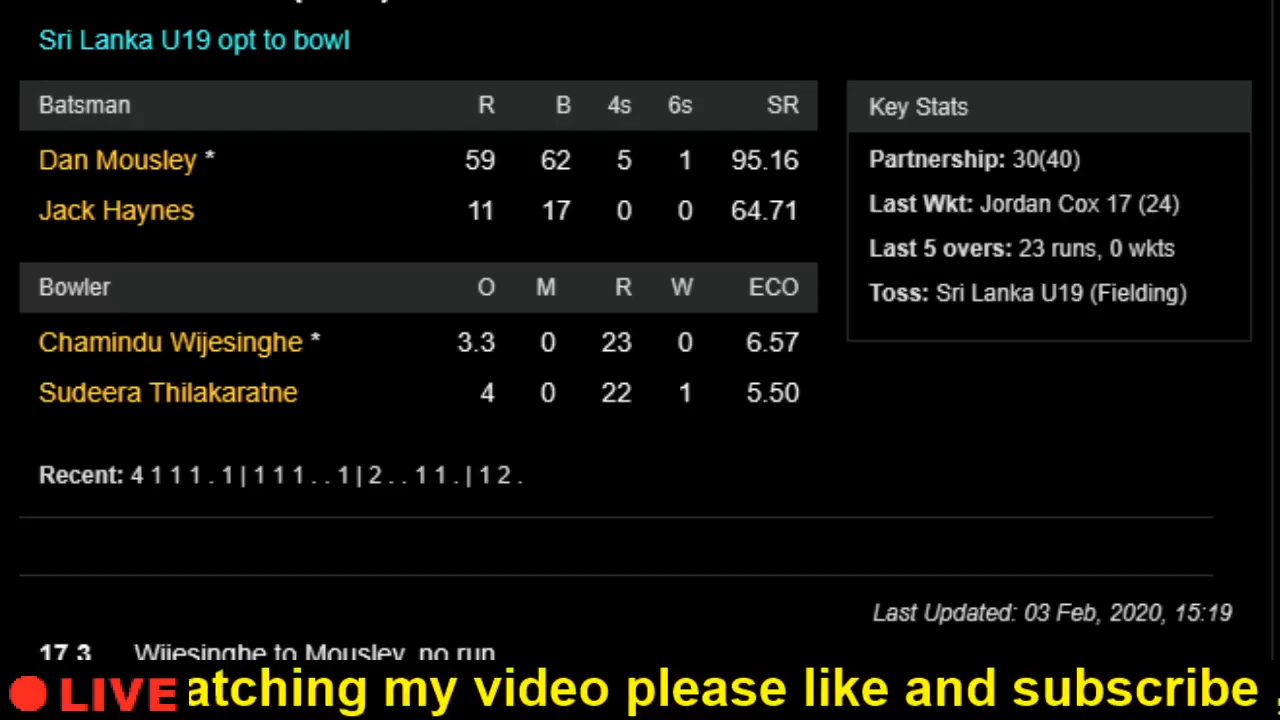 Sri Lanka U19 opt to bowl
Batsman R B 4s 6s SR
Dan Mousley * 59 62 5 1 95.16
Jack Haynes 11 17 0 0 64.71
Bowler O M R W ECO
Chamindu Wijesinghe * 3.3 0 23 0 6.57
Sudeera Thilakaratne 4 0 22 1 5.50
Key Stats
Partnership: 30(40)
Last Wkt: Jordan Cox 17 (24)
Last 5 overs: 23 runs, 0 wkts
Toss: Sri Lanka U19 (Fielding)
Recent: 4 1 1 1 . 1 | 1 1 1 . . 1 | 2 . . 1 1 . | 1 2 .
Last Updated: 03 Feb, 2020, 15:19
17.3 Wijesinghe to Mousley, no run
LIVE atching my video please like and subscribe